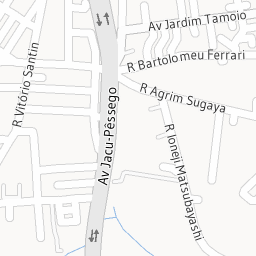 Av Jardim Tamoio
R Bartolomeu Ferrari
R Vitório Santin
R Agrim Sugaya
Av Jacu-Pêssego
R Ioneji Matsubayashi